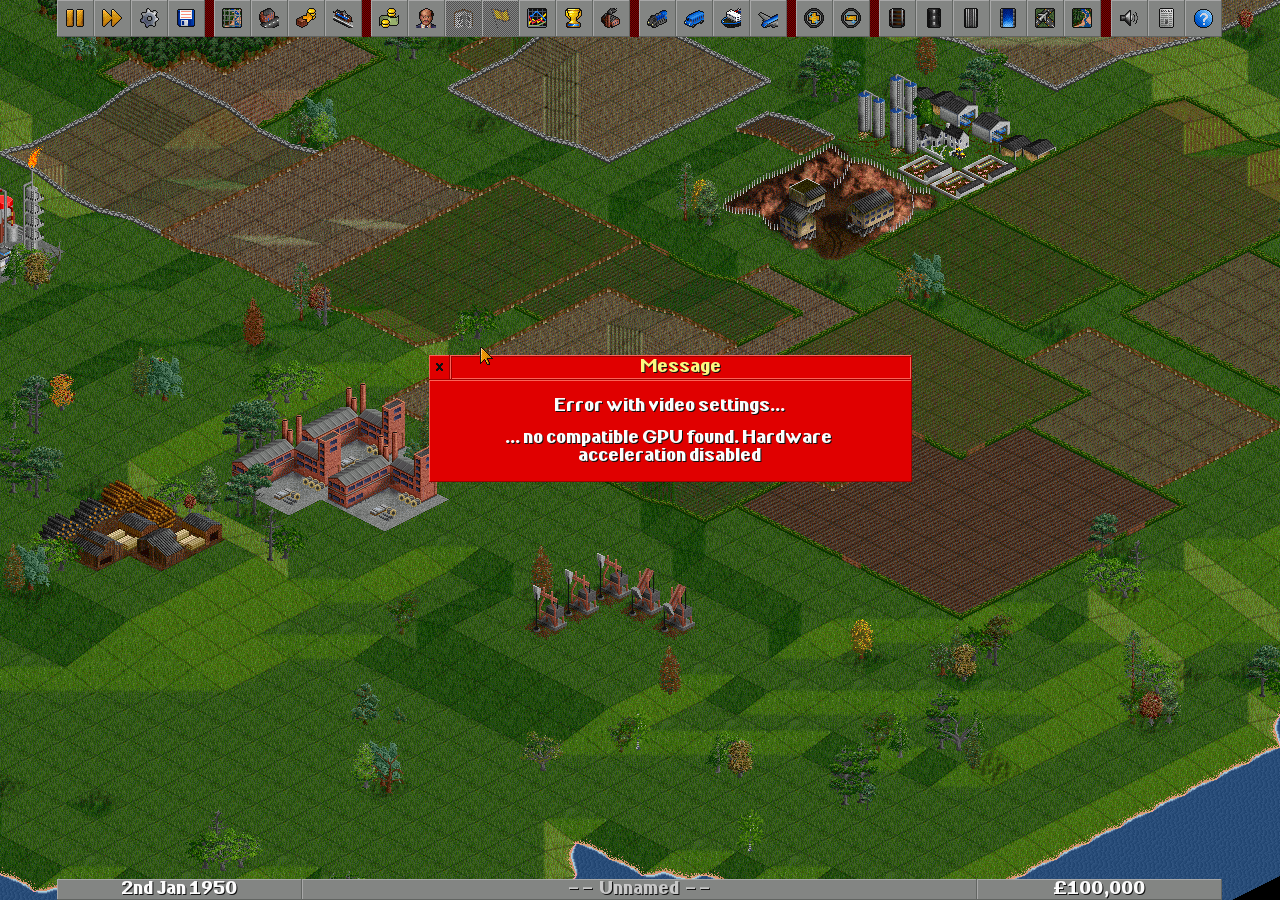 x Message
Error with video settings...
... no compatible GPU found. Hardware
acceleration disabled
2nd Jan 1950 -- Unnamed -- £100,000